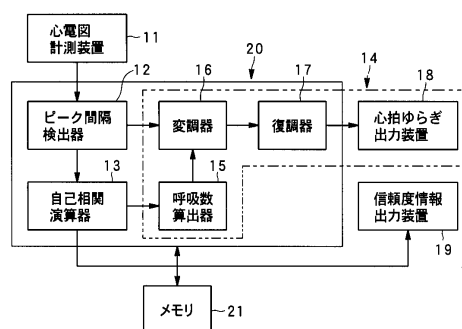 心電図
計測装置
11
20
12
16
17
14
18
ピーク間隔
検出器
変調器
復調器
心拍ゆらぎ
出力装置
13
15
自己相関
演算器
呼吸数
算出器
信頼度情報
出力装置
19
メモリ
21